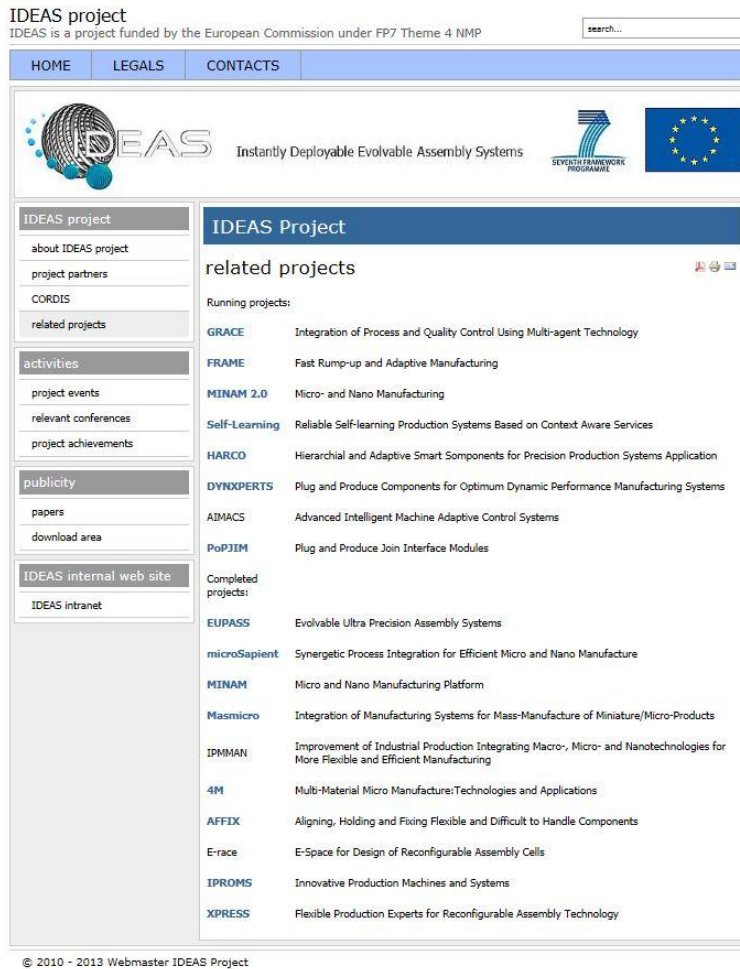 IDEAS project
IDEAS is a project funded by the European Commission under FP7 Theme 4 NMP
search...
HOME LEGALS CONTACTS
IDEAS Instantly Deployable Evolvable Assembly Systems
SEVENTH FRAMEWORK
PROGRAMME
IDEAS project
about IDEAS project
project partners
CORDIS
related projects
activities
project events
relevant conferences
project achievements
publicity
papers
download area
IDEAS internal web site
IDEAS intranet
IDEAS Project
related projects
Running projects:
GRACE Integration of Process and Quality Control Using Multi-agent Technology
FRAME Fast Rump-up and Adaptive Manufacturing
MINAM 2.0 Micro- and Nano Manufacturing
Self-Learning Reliable Self-learning Production Systems Based on Context Aware Services
HARCO Hierarchial and Adaptive Smart Somponents for Precision Production Systems Application
DYNXPERTS Plug and Produce Components for Optimum Dynamic Performance Manufacturing Systems
AIMACS Advanced Intelligent Machine Adaptive Control Systems
PoPJIM Plug and Produce Join Interface Modules
Completed
projects:
EUPASS Evolvable Ultra Precision Assembly Systems
microSapient Synergetic Process Integration for Efficient Micro and Nano Manufacture
MINAM Micro and Nano Manufacturing Platform
Masmicro Integration of Manufacturing Systems for Mass-Manufacture of Miniature/Micro-Products
IPMMAN Improvement of Industrial Production Integrating Macro-, Micro- and Nanotechnologies for
More Flexible and Efficient Manufacturing
4M Multi-Material Micro Manufacture:Technologies and Applications
AFFIX Aligning, Holding and Fixing Flexible and Difficult to Handle Components
E-race E-Space for Design of Reconfigurable Assembly Cells
IPROMS Innovative Production Machines and Systems
XPRESS Flexible Production Experts for Reconfigurable Assembly Technology
© 2010 - 2013 Webmaster IDEAS Project